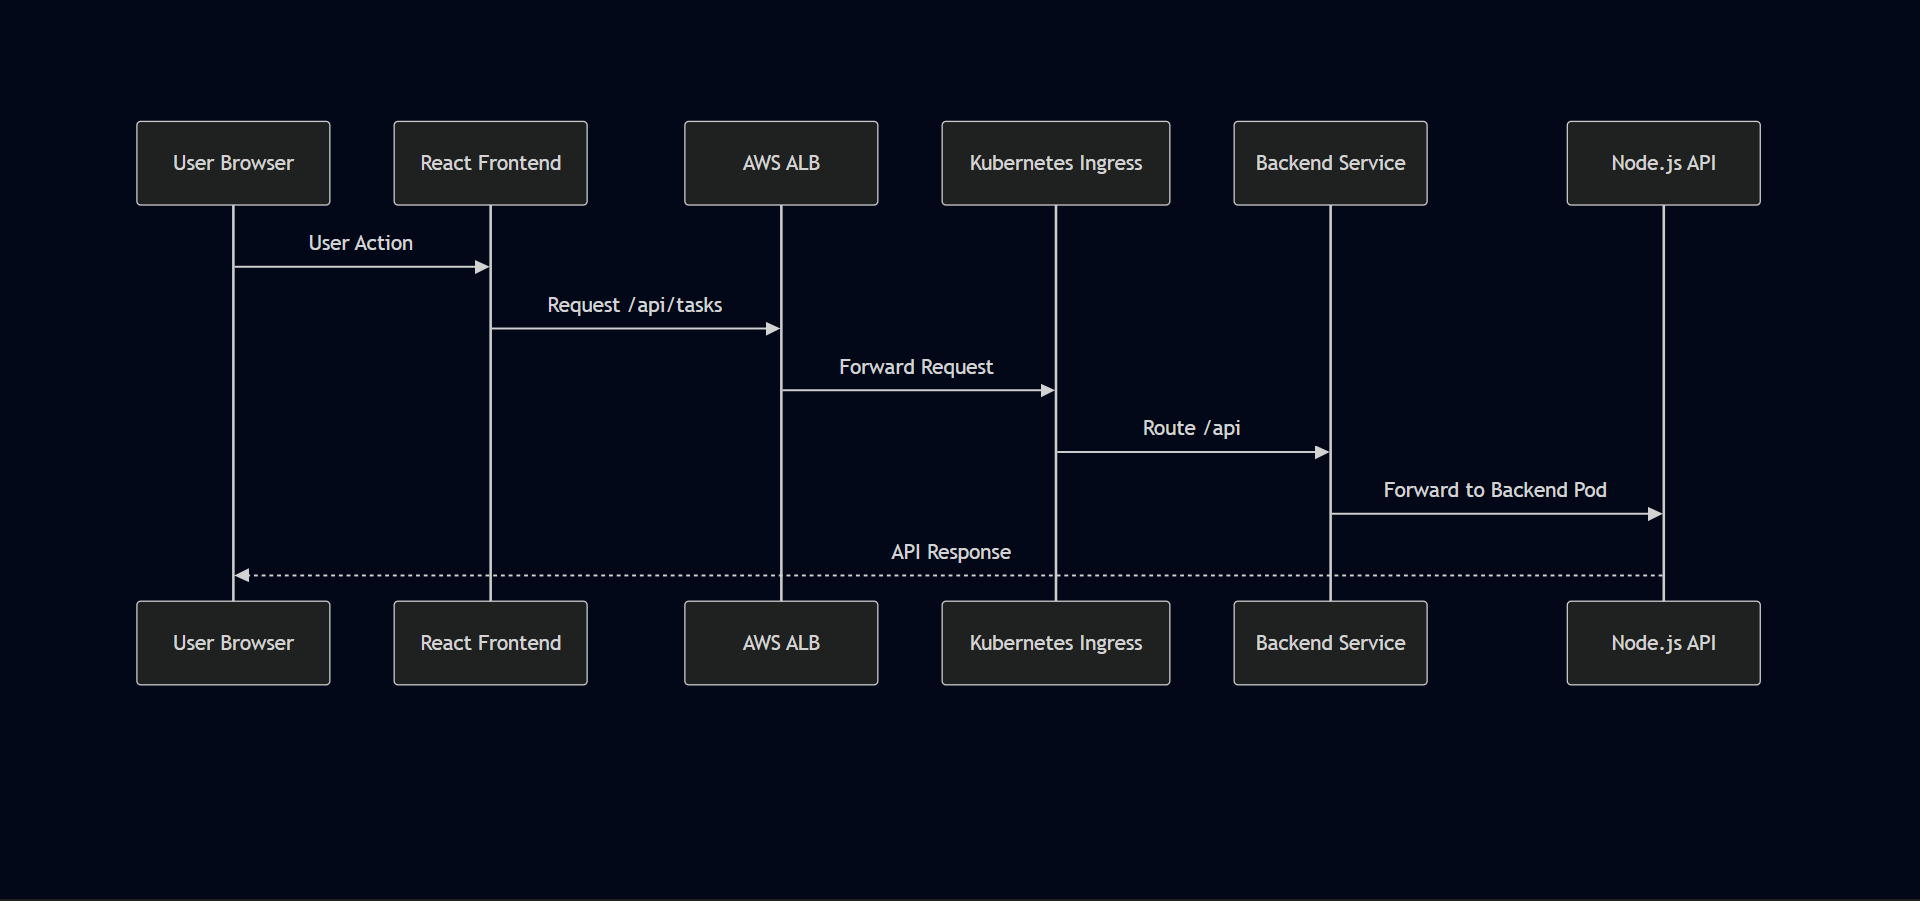 User Browser
React Frontend
AWS ALB
Kubernetes Ingress
Backend Service
Node.js API
User Action
Request /api/tasks
Forward Request
Route /api
Forward to Backend Pod
API Response
User Browser
React Frontend
AWS ALB
Kubernetes Ingress
Backend Service
Node.js API